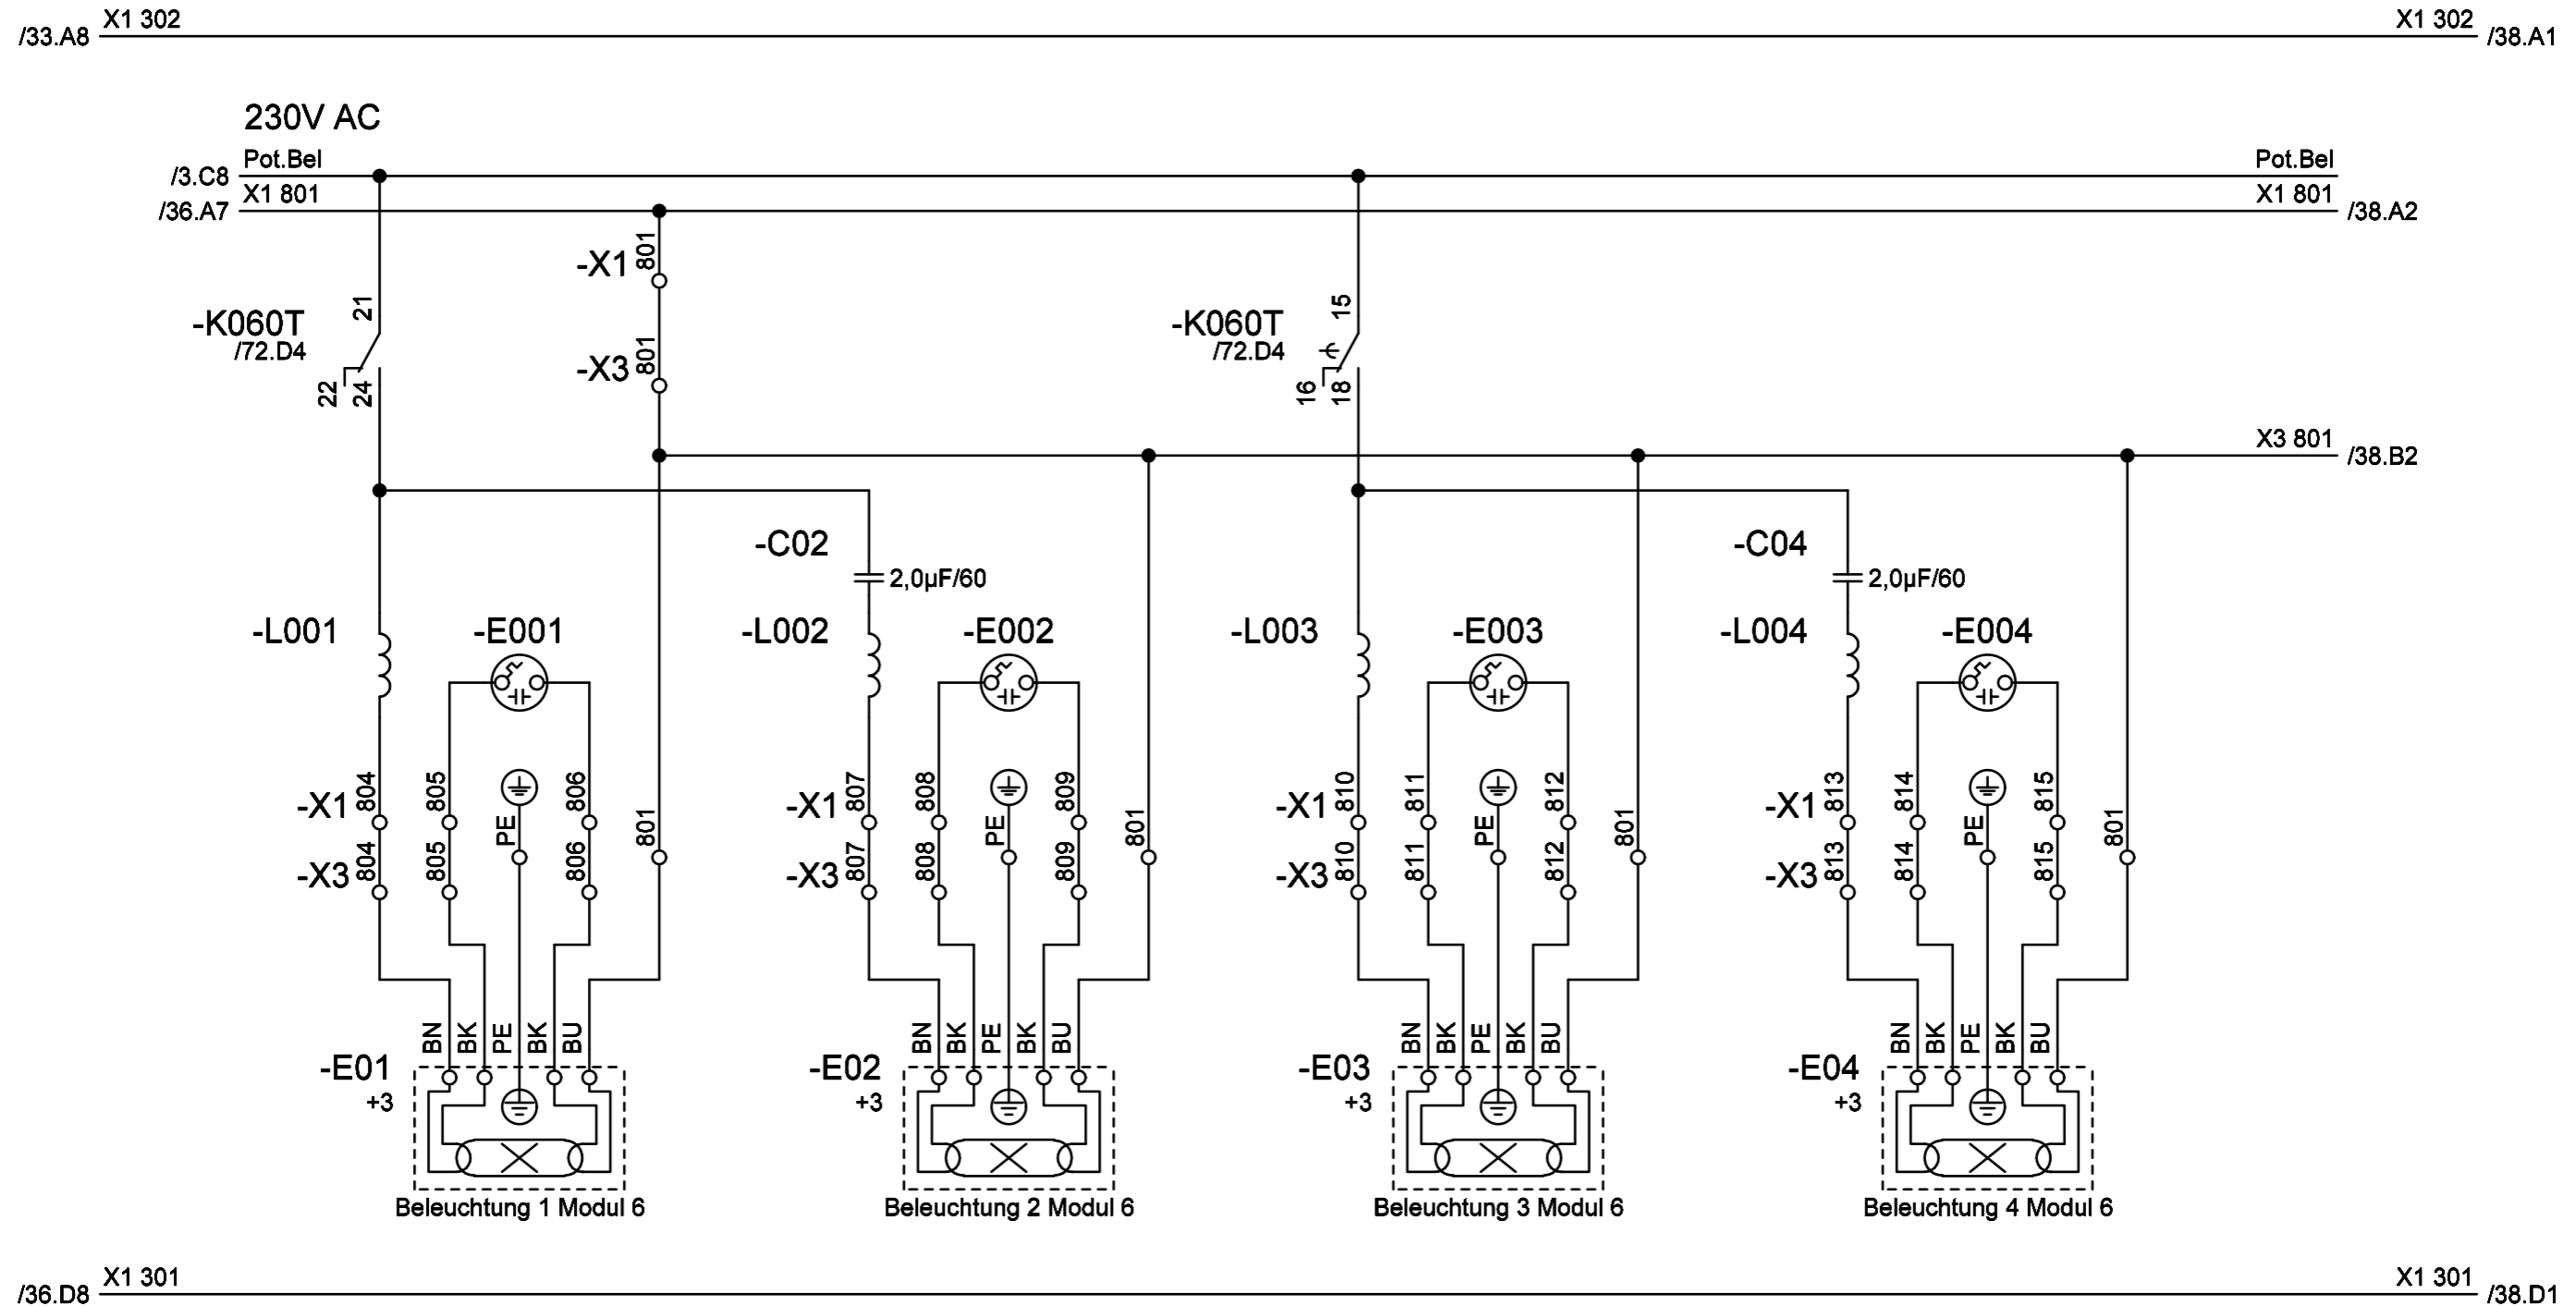 X1 302 X1 302
/33.A8 /38.A1
230V AC
Pot.Bel Pot.Bel
/3.C8
X1 801 X1 801
/36.A7 /38.A2
-X1 801
21 15
-K060T -K060T
/72.D4 /72.D4
-X3 801
22 24 16 18
X3 801
/38.B2
-C02 -C04
2,0µF/60 2,0µF/60
-L001 -E001 -L002 -E002 -L003 -E003 -L004 -E004
-X1 804 805 806 -X1 807 808 809 -X1 810 811 812 -X1 813 814 815
PE 801 PE 801 PE 801 PE 801
-X3 804 805 806 -X3 807 808 809 -X3 810 811 812 -X3 813 814 815
BN BK PE BK BU BN BK PE BK BU BN BK PE BK BU BN BK PE BK BU
-E01 -E02 -E03 -E04
+3 +3 +3 +3
Beleuchtung 1 Modul 6 Beleuchtung 2 Modul 6 Beleuchtung 3 Modul 6 Beleuchtung 4 Modul 6
X1 301 X1 301
/36.D8 /38.D1